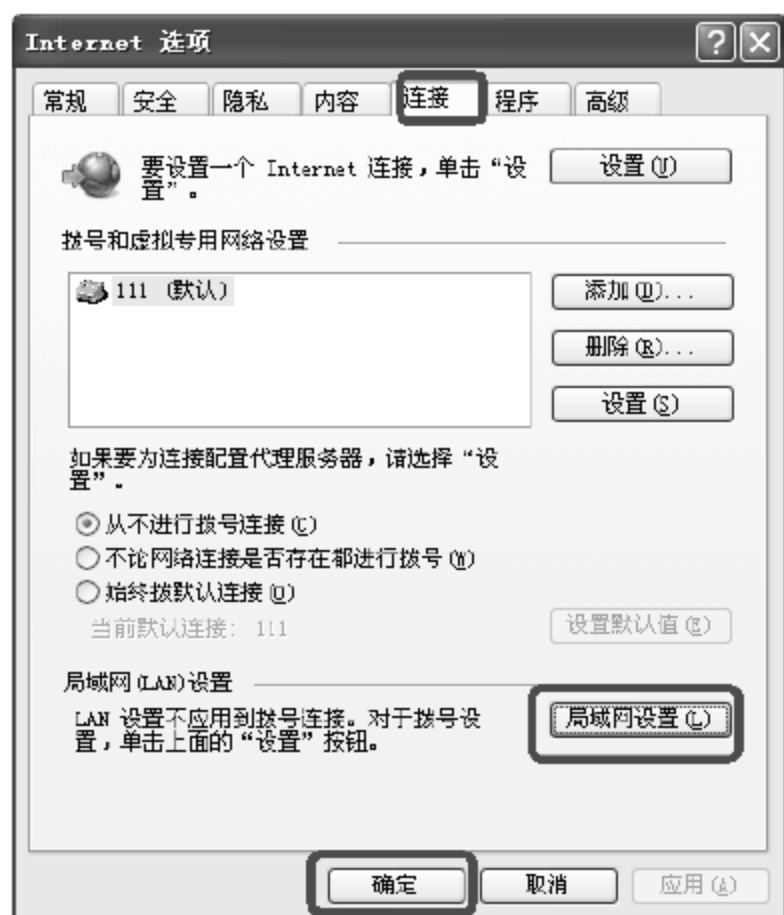 Internet 选项
常规 安全 隐私 内容 连接 程序 高级
要设置一个 Internet 连接，单击“设
置”。
设置(U)
拨号和虚拟专用网络设置
111 (默认)
添加(D)...
删除(R)...
设置(S)
如果要为连接配置代理服务器，请选择“设
置”。
从不进行拨号连接(C)
不论网络连接是否存在都进行拨号(W)
始终拨默认连接(O)
当前默认连接: 111
设置默认值(E)
局域网(LAN)设置
LAN 设置不应用到拨号连接。对于拨号设
置，单击上面的“设置”按钮。
局域网设置(L)
确定 取消 应用(A)